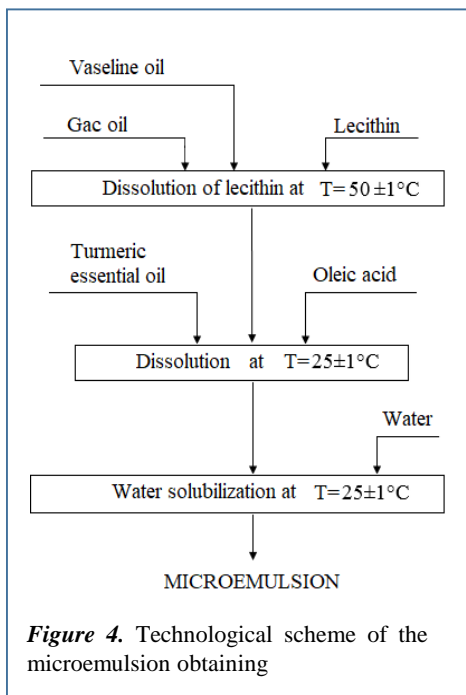 Vaseline oil
Gac oil
Lecithin
Dissolution of lecithin at T= 50 ±1°C
Turmeric
essential oil
Oleic acid
Dissolution at T=25±1°C
Water
Water solubilization at T=25±1°C
MICROEMULSION
Figure 4. Technological scheme of the
microemulsion obtaining